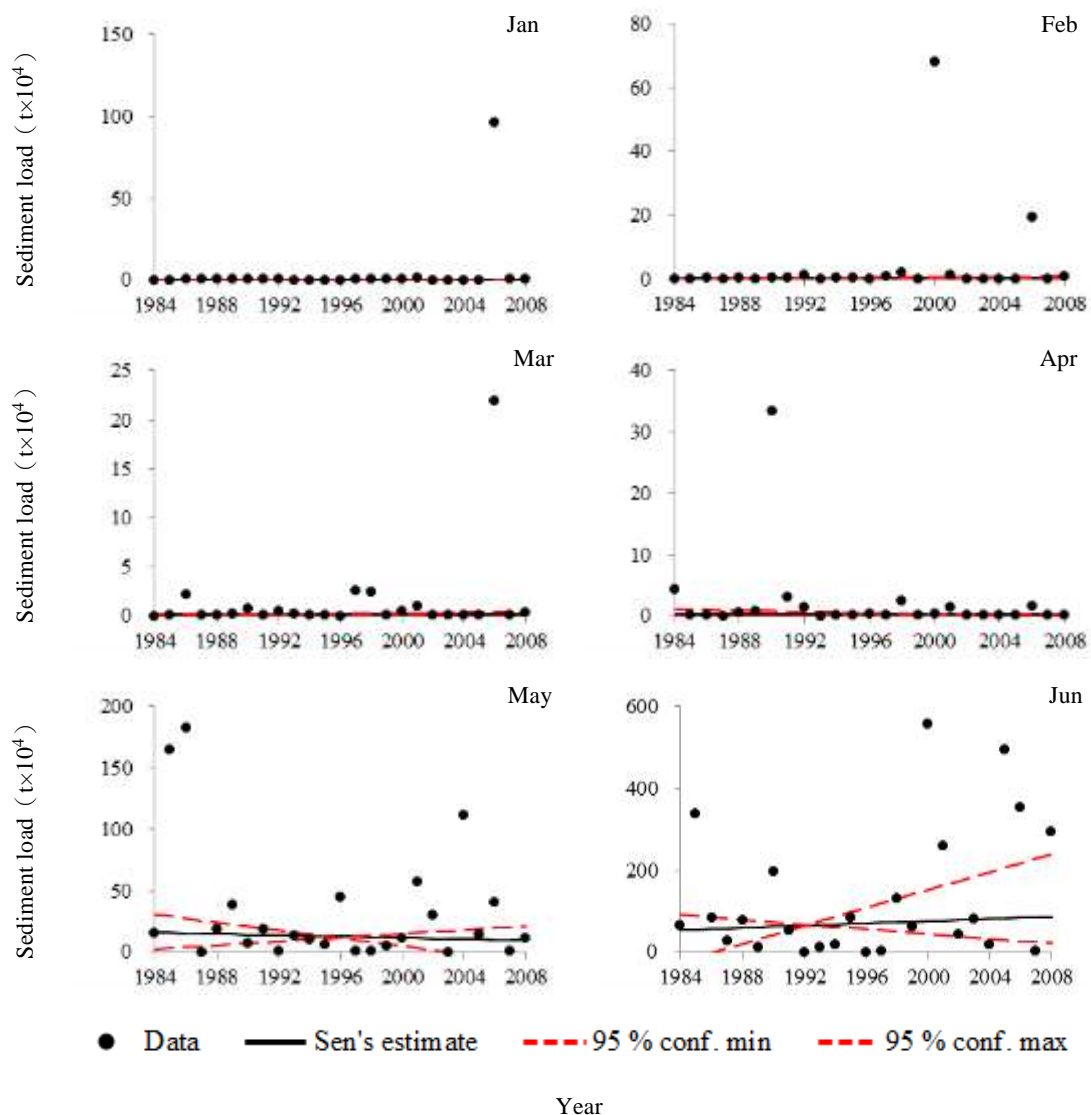 Jan
Feb
Sediment load（t×10⁴）
150
100
50
0
1984 1988 1992 1996 2000 2004 2008
80
60
40
20
0
1984 1988 1992 1996 2000 2004 2008
Mar
Apr
Sediment load（t×10⁴）
25
20
15
10
5
0
1984 1988 1992 1996 2000 2004 2008
40
30
20
10
0
1984 1988 1992 1996 2000 2004 2008
May
Jun
Sediment load（t×10⁴）
200
150
100
50
0
1984 1988 1992 1996 2000 2004 2008
600
400
200
0
1984 1988 1992 1996 2000 2004 2008
Data Sen's estimate 95 % conf. min 95 % conf. max
Year